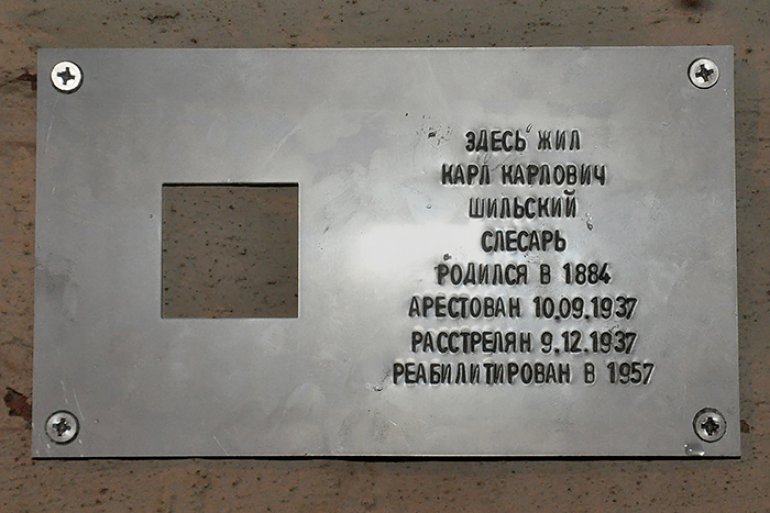 ЗДЕСЬ ЖИЛ
КАРЛ КАРЛОВИЧ
ШИЛЬСКИЙ
СЛЕСАРЬ
РОДИЛСЯ В 1884
АРЕСТОВАН 10.09.1937
РАССТРЕЛЯН 9.12.1937
РЕАБИЛИТИРОВАН В 1957